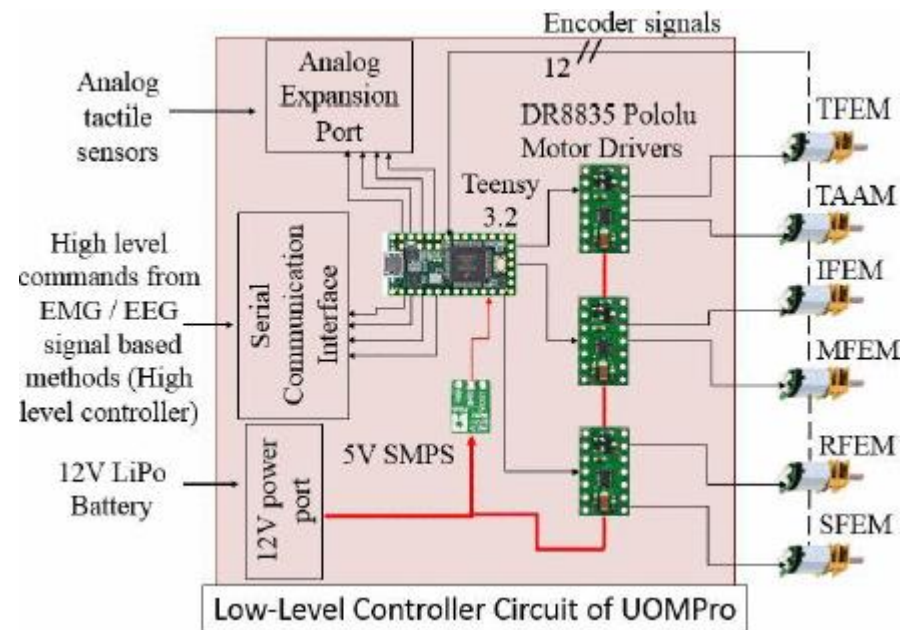 Encoder signals
12
Analog
tactile
sensors
Analog
Expansion
Port
DR8835 Pololu
Motor Drivers
Teensy
3.2
High level
commands from
EMG / EEG
signal based
methods (High
level controller)
Serial
Communication
Interface
5V SMPS
12V LiPo
Battery
12V power
port
TFEM
TAAM
IFEM
MFEM
RFEM
SFEM
Low-Level Controller Circuit of UOMPro